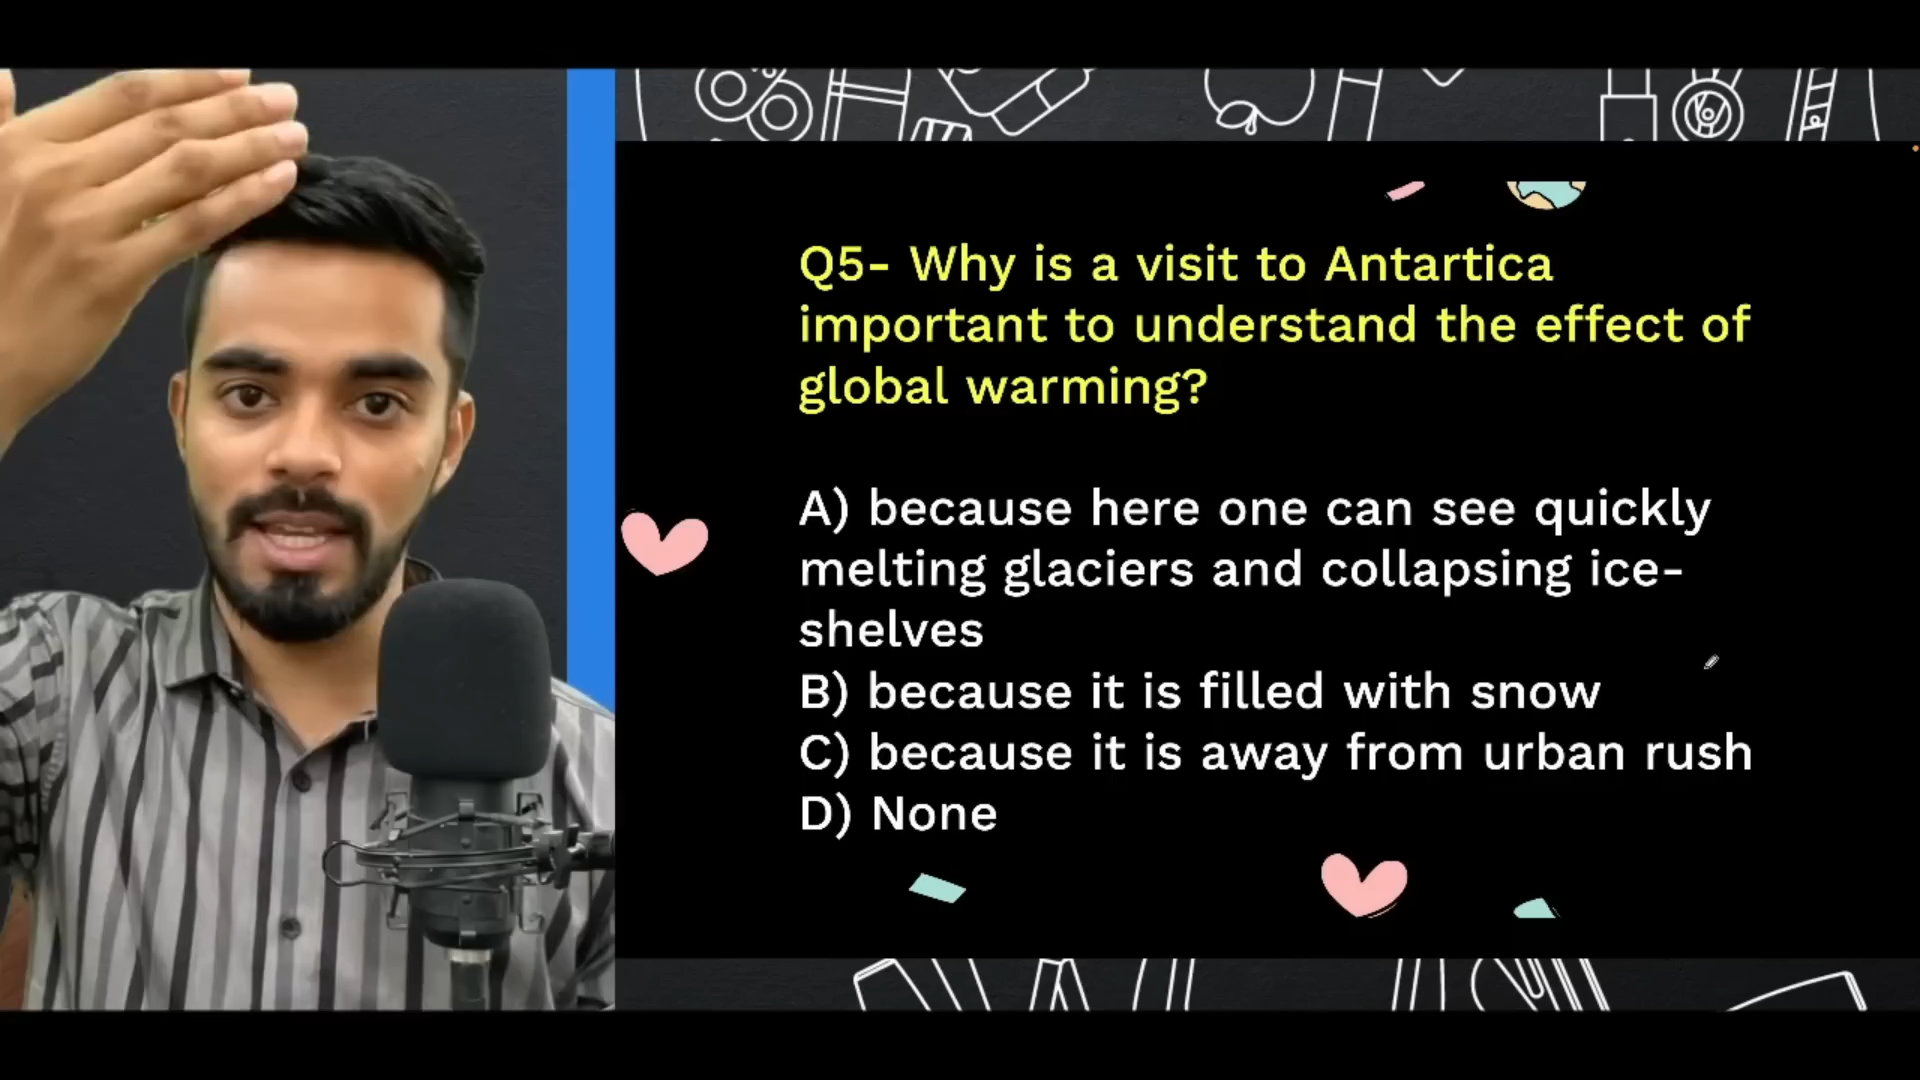 Q5- Why is a visit to Antartica
important to understand the effect of
global warming?
A) because here one can see quickly
melting glaciers and collapsing ice-
shelves
B) because it is filled with snow
C) because it is away from urban rush
D) None